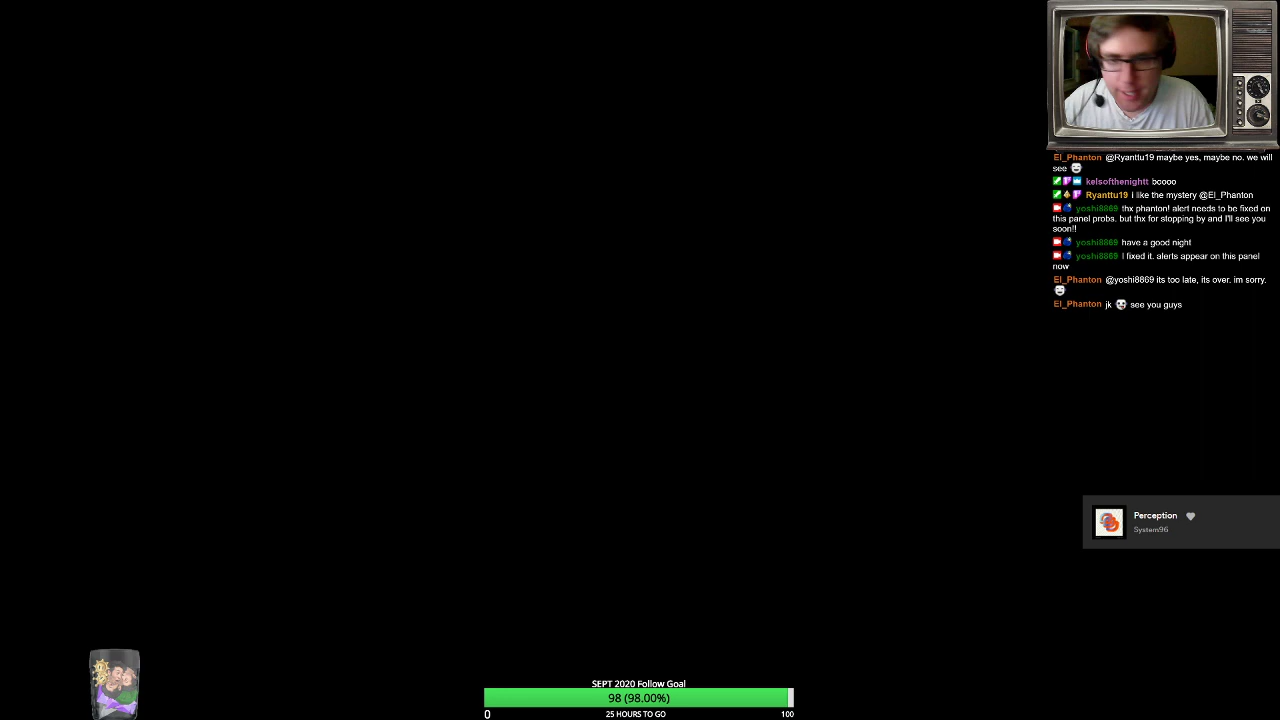 El_Phanton @Ryanttu19 maybe yes, maybe no. we will
see
kelsofthenightt boooo
Ryanttu19 i like the mystery @El_Phanton
yoshi8869 thx phanton! alert needs to be fixed on
this panel probs. but thx for stopping by and I'll see you
soon!!
yoshi8869 have a good night
yoshi8869 I fixed it. alerts appear on this panel
now
El_Phanton @yoshi8869 its too late, its over. im sorry.
El_Phanton jk see you guys
Perception
System96
SEPT 2020 Follow Goal
98 (98.00%)
0 25 HOURS TO GO 100